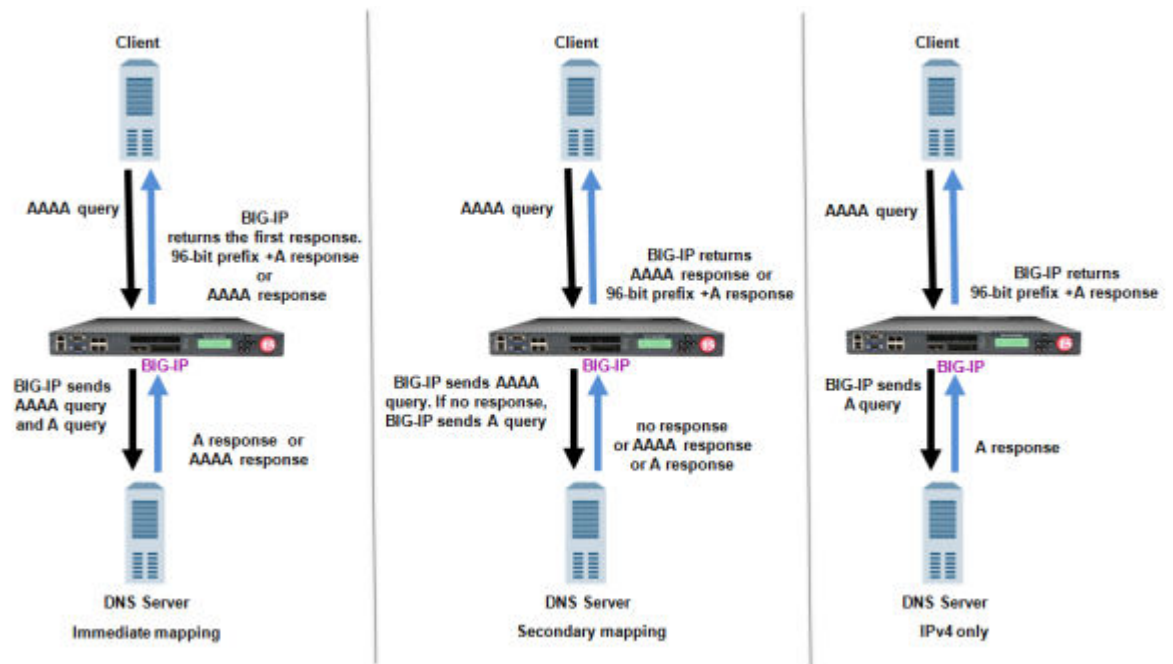 Client
AAAA query
BIG-IP
returns the first response.
96-bit prefix +A response
or
AAAA response
BIG-IP
BIG-IP sends
AAAA query
and A query
A response or
AAAA response
DNS Server
Immediate mapping
Client
AAAA query
BIG-IP returns
AAAA response or
96-bit prefix +A response
BIG-IP
BIG-IP sends AAAA
query. If no response,
BIG-IP sends A query
no response
or AAAA response
or A response
DNS Server
Secondary mapping
Client
AAAA query
BIG-IP returns
96-bit prefix +A response
BIG-IP
BIG-IP sends
A query
A response
DNS Server
IPv4 only